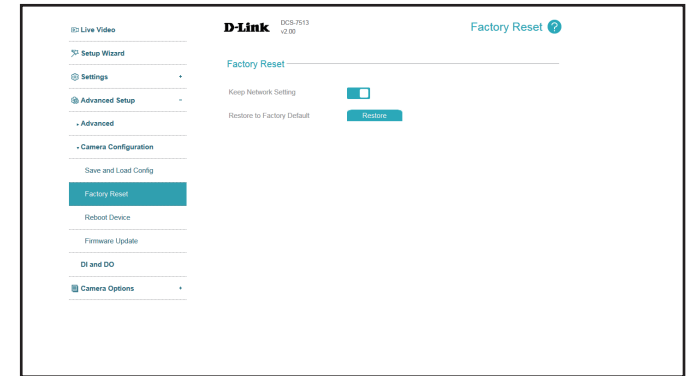 Live Video
Setup Wizard
Settings +
Advanced Setup -
Advanced
Camera Configuration
Save and Load Config
Factory Reset
Reboot Device
Firmware Update
DI and DO
Camera Options +
D-Link DCS-7513
v2.00
Factory Reset ?
Factory Reset
Keep Network Setting
Restore to Factory Default Restore